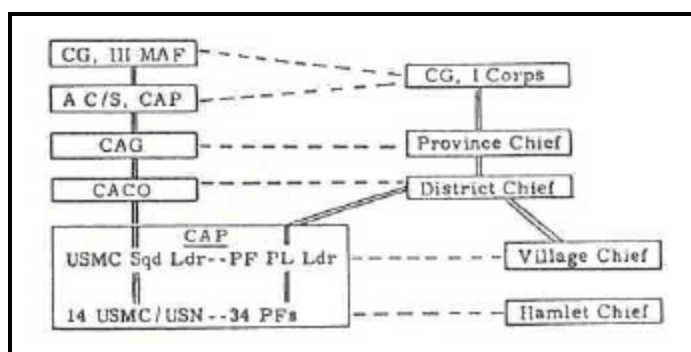 CG, III MAF
CG, I Corps
A C/S, CAP
CAG
Province Chief
CACO
District Chief
CAP
USMC Sqd Ldr--PF PL Ldr
Village Chief
14 USMC/USN--34 PFs
Hamlet Chief